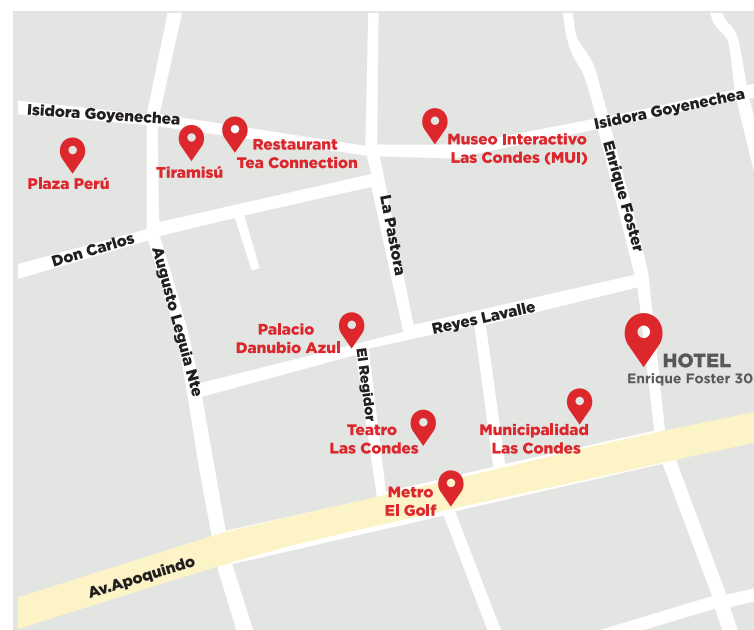 Isidora Goyenechea
Isidora Goyenechea
Restaurant
Tea Connection
Museo Interactivo
Las Condes (MUI)
Tiramisú
Plaza Perú
Enrique Foster
Don Carlos
La Pastora
Augusto Leguia Nte
Reyes Lavalle
Palacio
Danubio Azul
El Regidor
HOTEL
Enrique Foster 30
Teatro
Las Condes
Municipalidad
Las Condes
Metro
El Golf
Av.Apoquindo